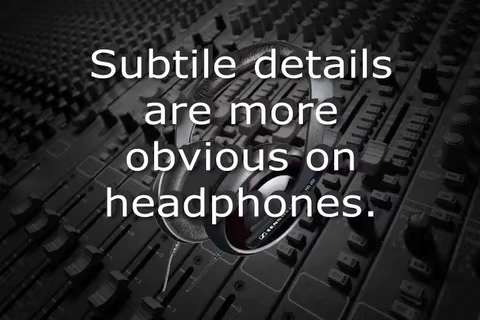 Subtile details
are more
obvious on
headphones.